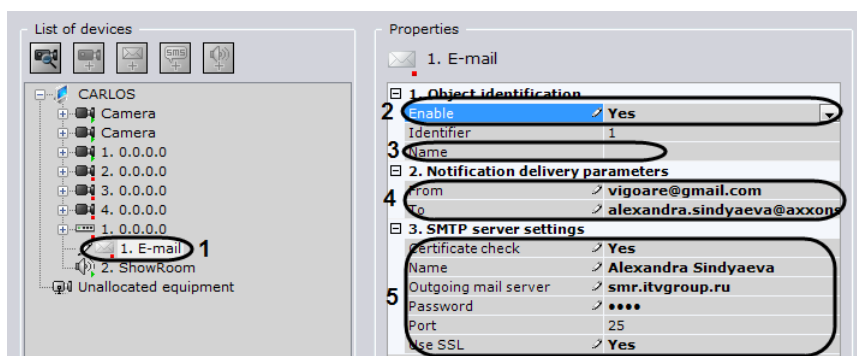 List of devices
sms
CARLOS
Camera
Camera
1. 0.0.0.0
2. 0.0.0.0
3. 0.0.0.0
4. 0.0.0.0
1. 0.0.0.0
1. E-mail 1
2. ShowRoom
Unallocated equipment
Properties
1. E-mail
1. Object identification
2 Enable Yes
Identifier 1
3 Name
2. Notification delivery parameters
4
From vigoare@gmail.com
To alexandra.sindyaeva@axxons
3. SMTP server settings
Certificate check Yes
Name Alexandra Sindyaeva
Outgoing mail server smr.itvgroup.ru
5
Password ••••
Port 25
Use SSL Yes